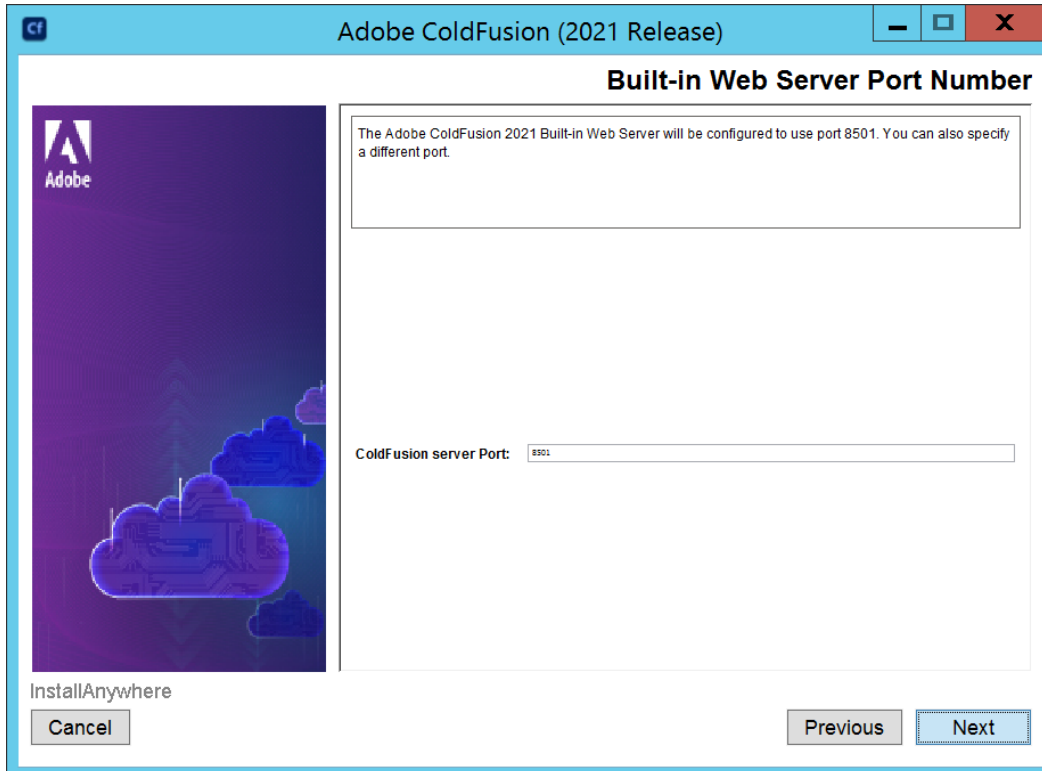 Cf
Adobe ColdFusion (2021 Release)
X
Built-in Web Server Port Number
Adobe
The Adobe ColdFusion 2021 Built-in Web Server will be configured to use port 8501. You can also specify
a different port.
ColdFusion server Port: 8501
InstallAnywhere
Cancel
Previous
Next